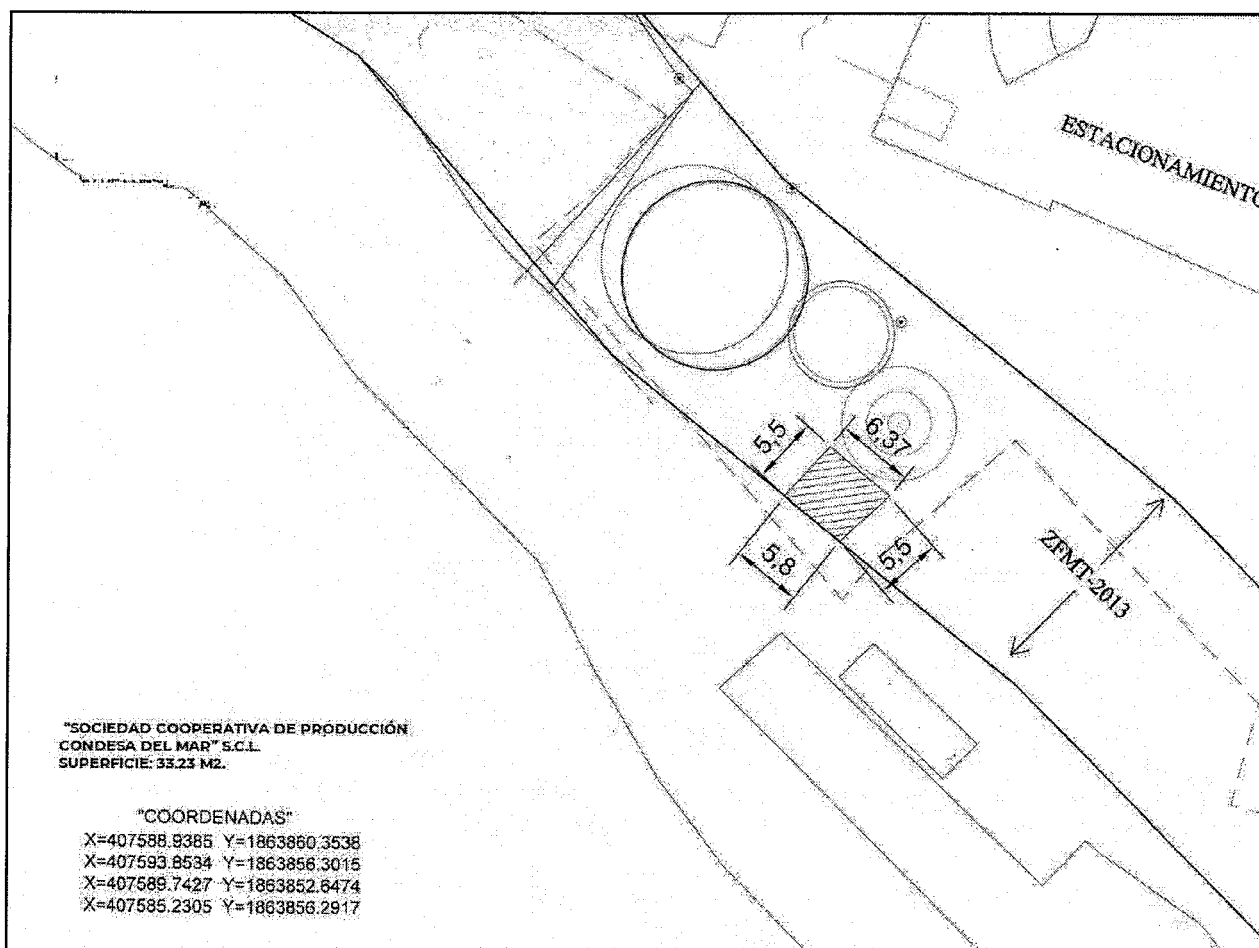 ESTACIONAMIENTO
5,5
6,37
5,8
5,5
ZFMT-2013
"SOCIEDAD COOPERATIVA DE PRODUCCIÓN
CONDESA DEL MAR" S.C.L.
SUPERFICIE: 33.23 M2.
"COORDENADAS"
X=407588.9385 Y=1863860.3538
X=407593.8534 Y=1863856.3015
X=407589.7427 Y=1863852.6474
X=407585.2305 Y=1863856.2917